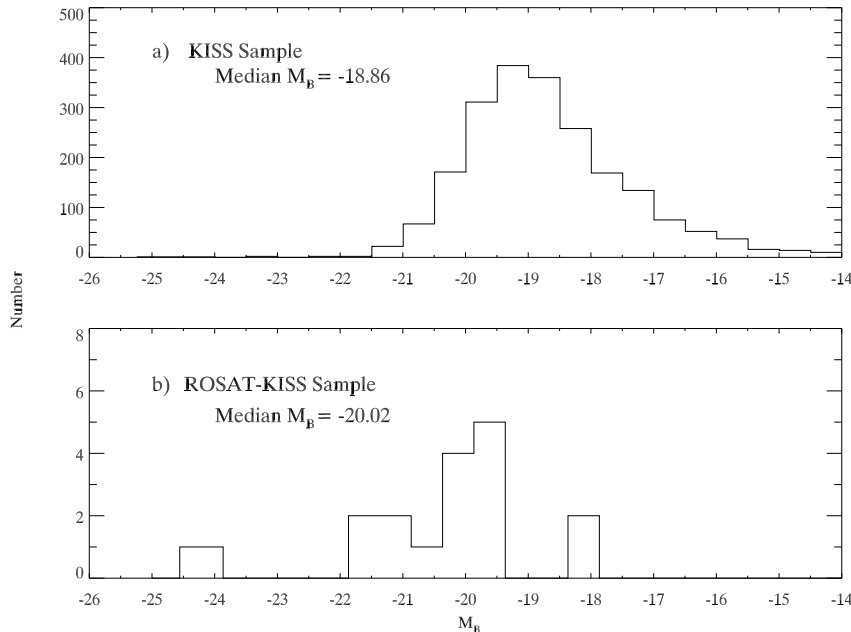 500
400
300
200
100
0
a) KISS Sample
Median M_B = -18.86
-26 -25 -24 -23 -22 -21 -20 -19 -18 -17 -16 -15 -14
Number
8
6
4
2
0
b) ROSAT-KISS Sample
Median M_B = -20.02
-26 -25 -24 -23 -22 -21 -20 -19 -18 -17 -16 -15 -14
M_B